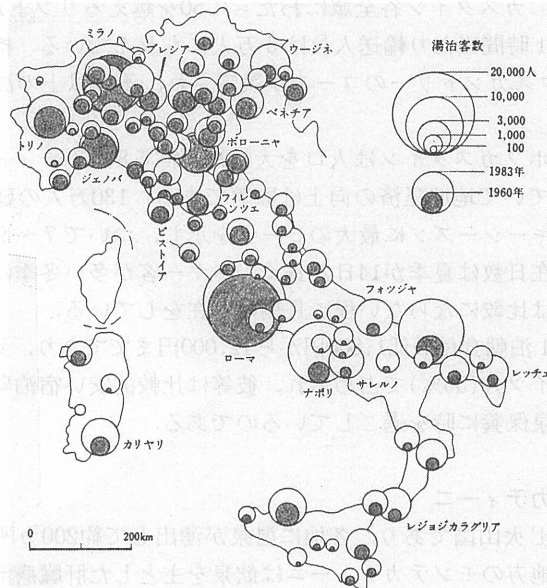 ミラノ
ブレシア
ウージネ
トリノ
ベネチア
ボローニャ
ジェノバ
フィレ
ンツェ
ピストイア
ローマ
フォッジャ
ナポリ
サレルノ
レッチェ
カリヤリ
レジョジカラグリア
湯治客数
20,000人
10,000
3,000
1,000
100
1983年
1960年
0
200km